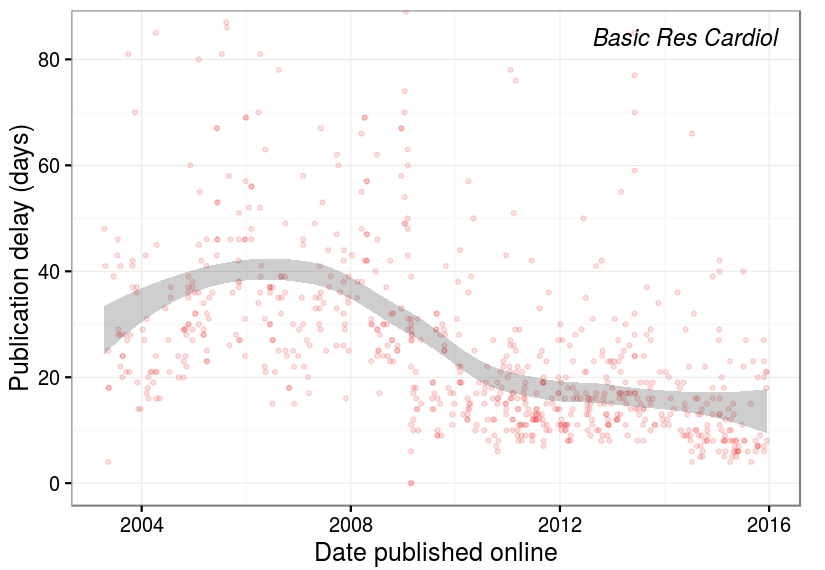 Basic Res Cardiol
Publication delay (days)
80
60
40
20
0
2004 2008 2012 2016
Date published online